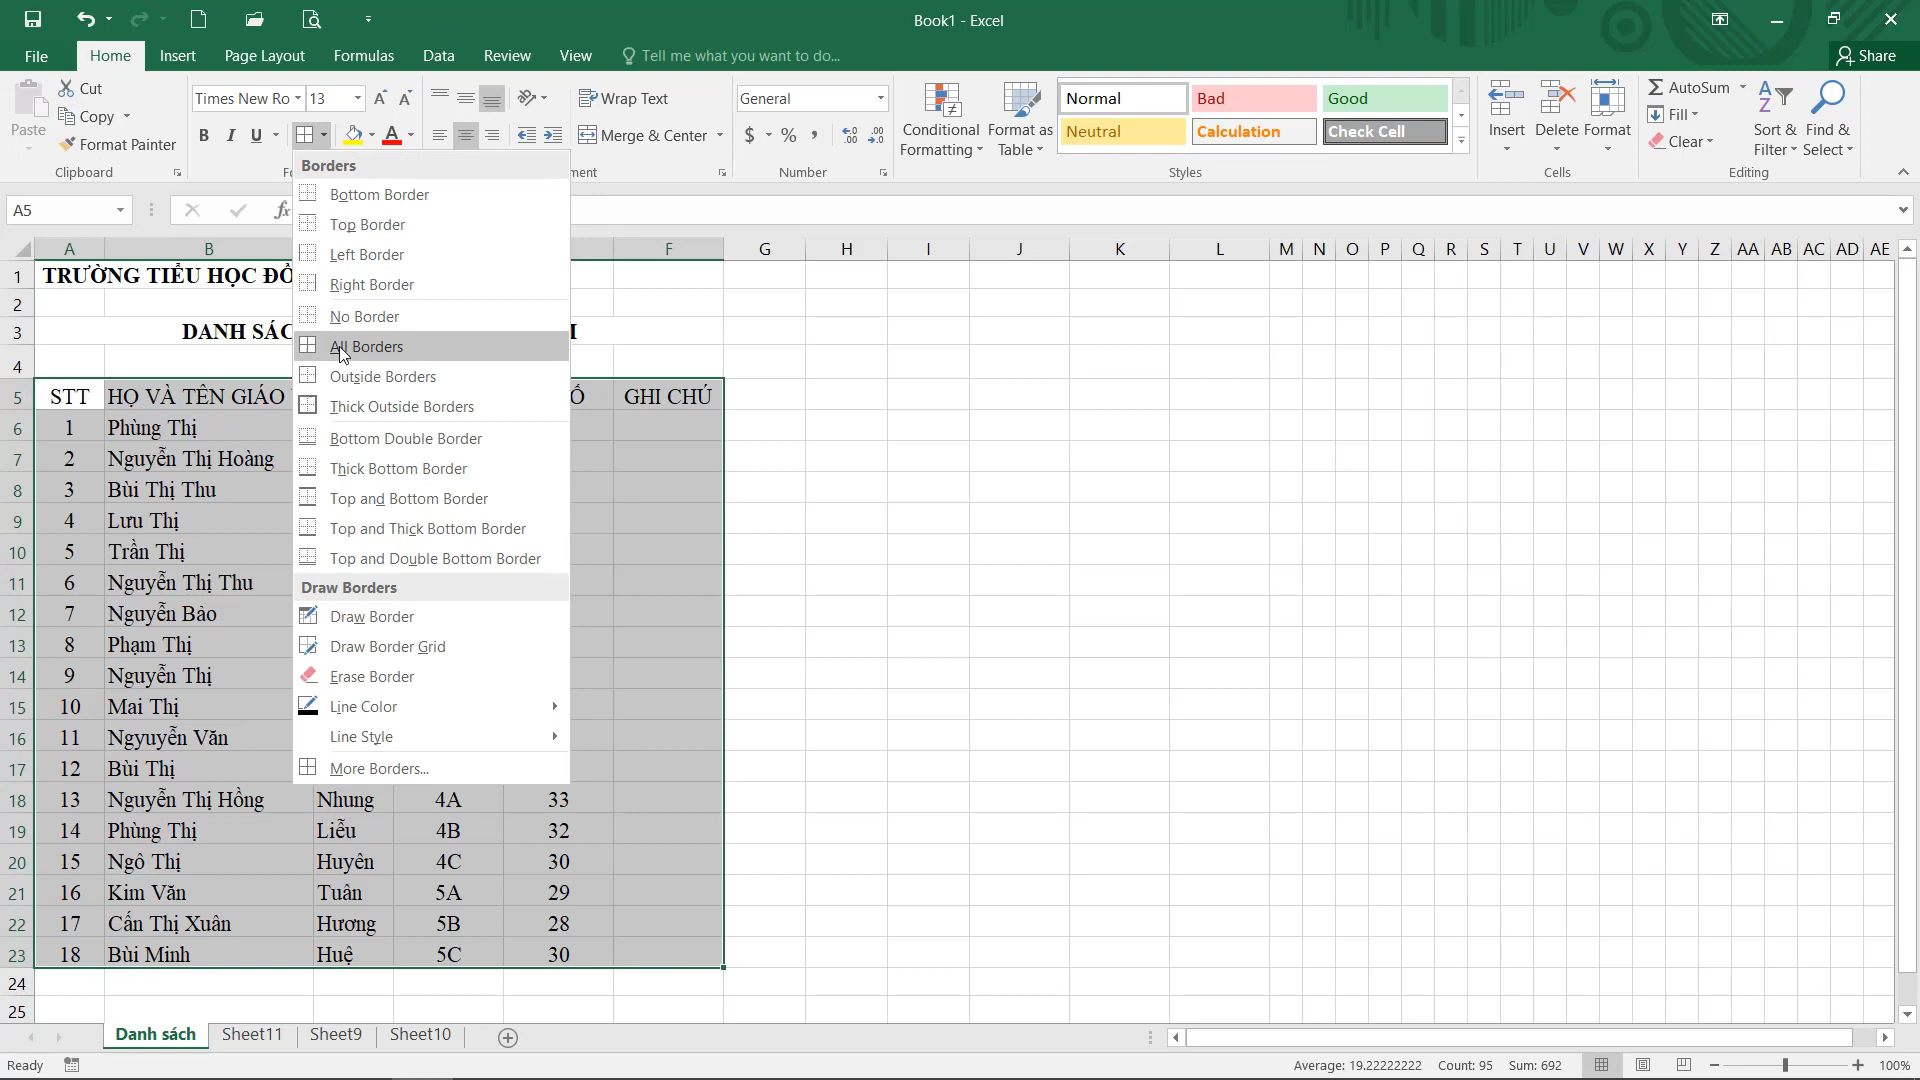 Book1 - Excel
File Home Insert Page Layout Formulas Data Review View Tell me what you want to do... Share
Paste
Cut
Copy
Format Painter
Clipboard
Times New Ro 13
B I U
Wrap Text
Merge & Center
General
$ % ,
Number
Conditional Formatting
Format as Table
Normal Bad Good
Neutral Calculation Check Cell
Styles
Insert Delete Format
Cells
AutoSum
Fill
Clear
Sort & Filter
Find & Select
Editing
A5 fx
Borders
Bottom Border
Top Border
Left Border
Right Border
No Border
All Borders
Outside Borders
Thick Outside Borders
Bottom Double Border
Thick Bottom Border
Top and Bottom Border
Top and Thick Bottom Border
Top and Double Bottom Border
Draw Borders
Draw Border
Draw Border Grid
Erase Border
Line Color
Line Style
More Borders...
A B F G H I J K L M N O P Q R S T U V W X Y Z AA AB AC AD AE
1 TRƯỜNG TIỂU HỌC
2
3 DANH
4
5 STT HỌ VÀ TÊN GIÁO GHI CHÚ
6 1 Phùng Thị
7 2 Nguyễn Thị Hoàng
8 3 Bùi Thị Thu
9 4 Lưu Thị
10 5 Trần Thị
11 6 Nguyễn Thị Thu
12 7 Nguyễn Bảo
13 8 Phạm Thị
14 9 Nguyễn Thị
15 10 Mai Thị
16 11 Ngyuyễn Văn
17 12 Bùi Thị
18 13 Nguyễn Thị Hồng Nhung 4A 33
19 14 Phùng Thị Liễu 4B 32
20 15 Ngô Thị Huyên 4C 30
21 16 Kim Văn Tuân 5A 29
22 17 Cấn Thị Xuân Hương 5B 28
23 18 Bùi Minh Huệ 5C 30
24
25
Danh sách Sheet11 Sheet9 Sheet10
Ready Average: 19.22222222 Count: 95 Sum: 692 100%